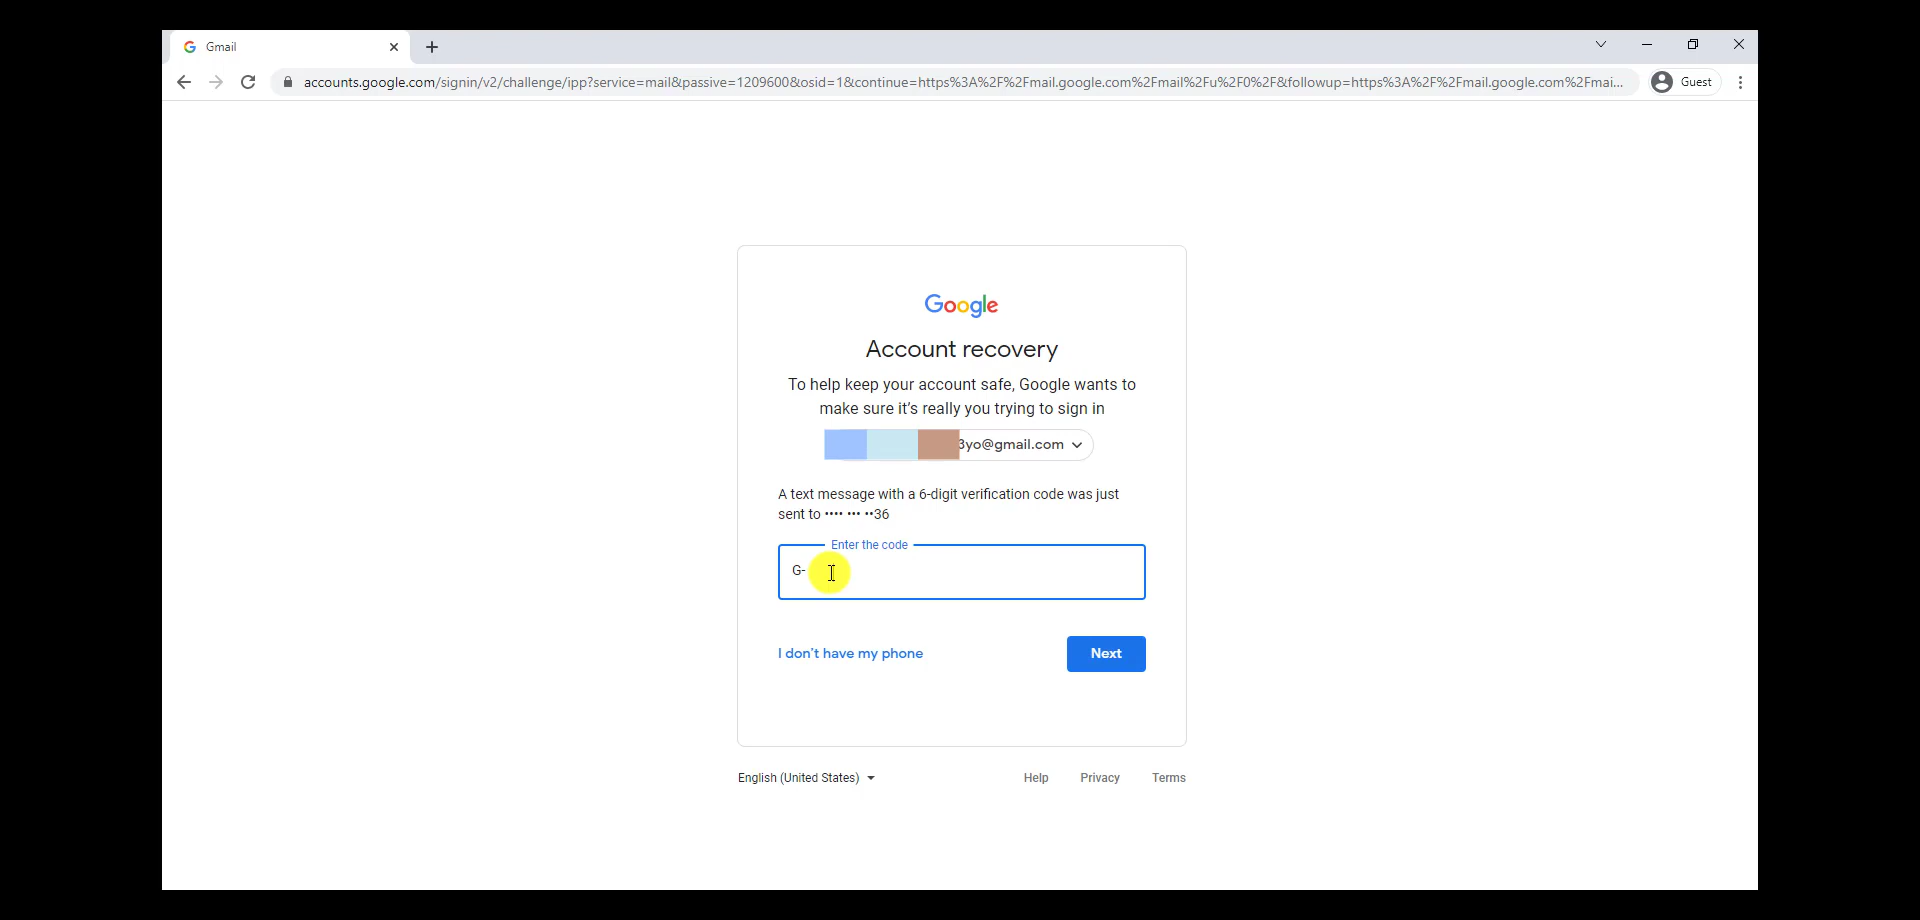 Gmail
accounts.google.com/signin/v2/challenge/ipp?service=mail&passive=1209600&osid=1&continue=https%3A%2F%2Fmail.google.com%2Fmail%2Fu%2F0%2F&followup=https%3A%2F%2Fmail.google.com%2Fmai...
Guest
Google
Account recovery
To help keep your account safe, Google wants to
make sure it’s really you trying to sign in
3yo@gmail.com
A text message with a 6-digit verification code was just
sent to •••• ••• ••36
Enter the code
G-
I don’t have my phone
Next
English (United States)
Help
Privacy
Terms